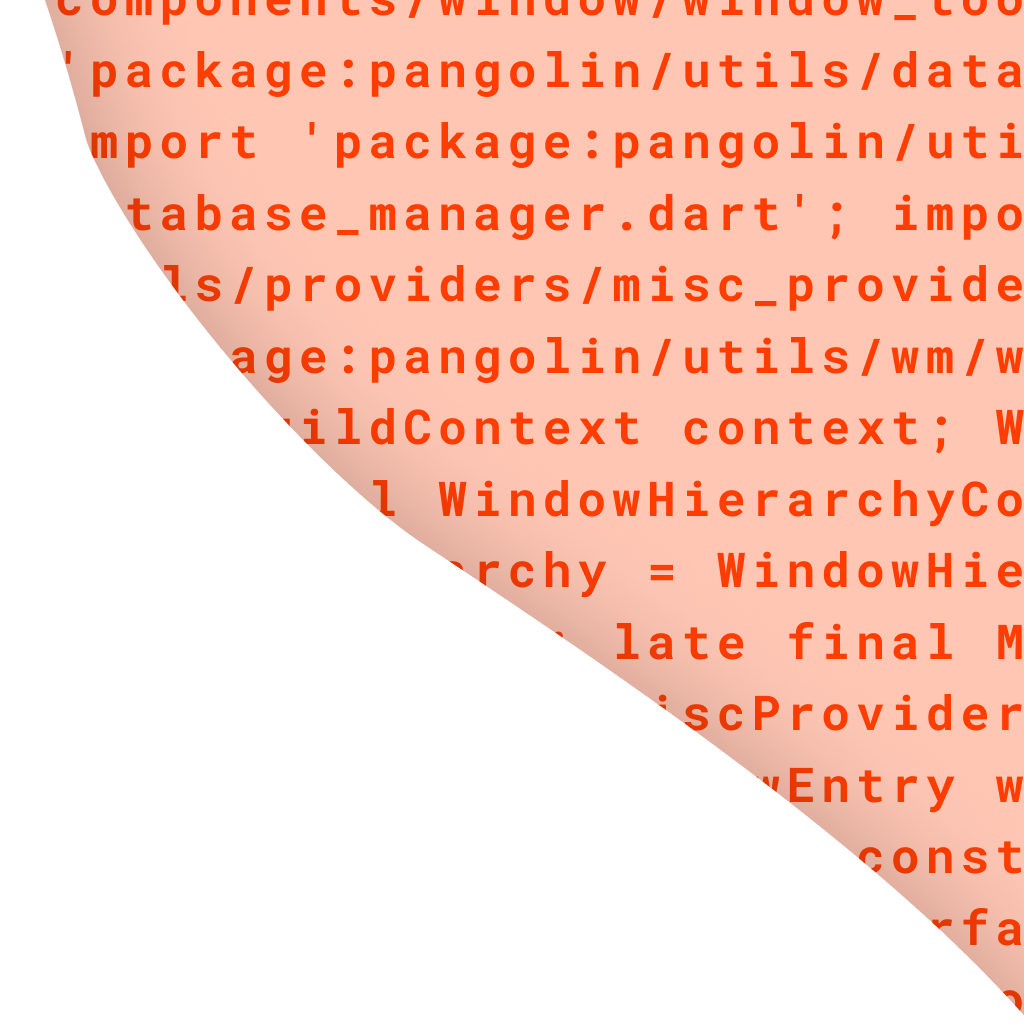 components/window/window_too
'package:pangolin/utils/data
mport 'package:pangolin/uti
tabase_manager.dart'; impo
ls/providers/misc_provide
age:pangolin/utils/wm/w
ildContext context; W
l WindowHierarchyCo
rchy = WindowHie
late final M
iscProvider
wEntry w
const
rfa